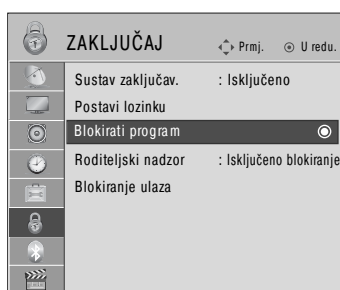 ZAKLJUČAJ Prmj. U redu.
Sustav zaključav. : Isključeno
Postavi lozinku
Blokirati program
Roditeljski nadzor : Isključeno blokiranje
Blokiranje ulaza